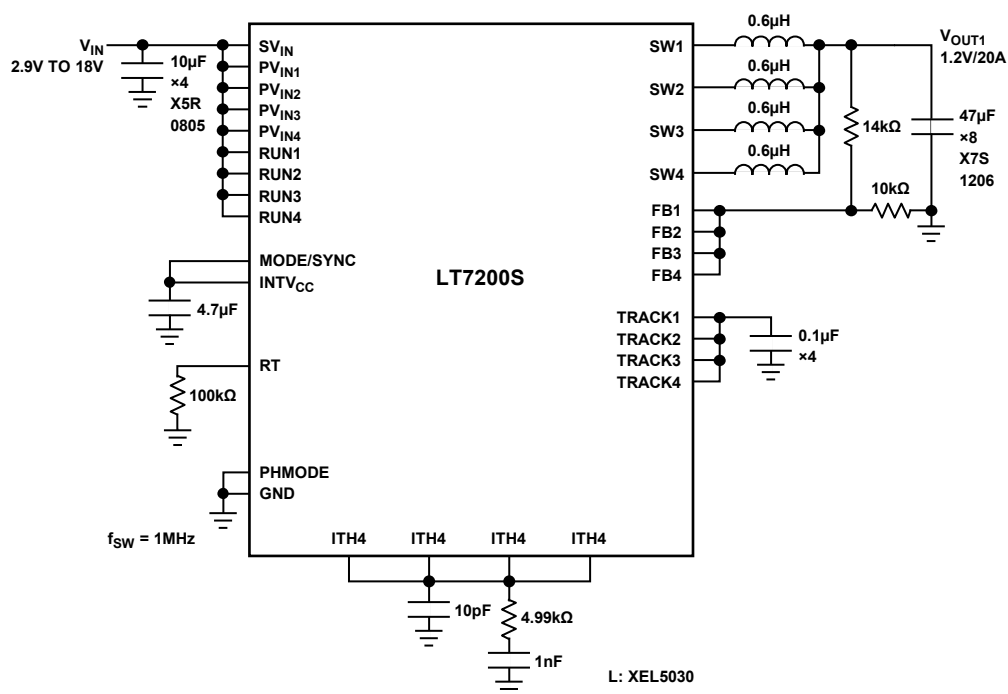 V_IN
2.9V TO 18V
10µF
×4
X5R
0805
SV_IN
PV_IN1
PV_IN2
PV_IN3
PV_IN4
RUN1
RUN2
RUN3
RUN4
MODE/SYNC
INTV_CC
4.7µF
RT
100kΩ
PHMODE
GND
f_SW = 1MHz
LT7200S
SW1
SW2
SW3
SW4
0.6µH
0.6µH
0.6µH
0.6µH
V_OUT1
1.2V/20A
14kΩ
47µF
×8
X7S
1206
10kΩ
FB1
FB2
FB3
FB4
TRACK1
TRACK2
TRACK3
TRACK4
0.1µF
×4
ITH4 ITH4 ITH4 ITH4
10pF
4.99kΩ
1nF
L: XEL5030